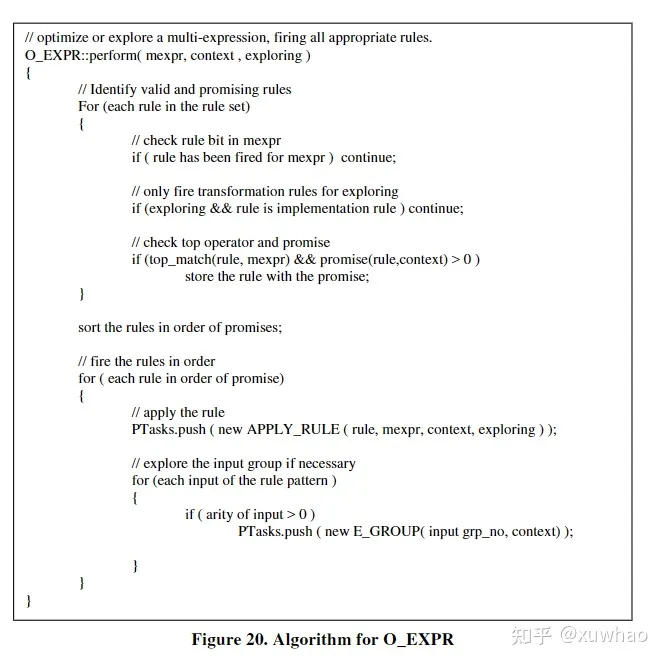 // optimize or explore a multi-expression, firing all appropriate rules.
O_EXPR::perform( mexpr, context , exploring )
{
// Identify valid and promising rules
For (each rule in the rule set)
{
// check rule bit in mexpr
if ( rule has been fired for mexpr )  continue;
// only fire transformation rules for exploring
if (exploring && rule is implementation rule ) continue;
// check top operator and promise
if (top_match(rule, mexpr) && promise(rule,context) > 0 )
store the rule with the promise;
}
sort the rules in order of promises;
// fire the rules in order
for ( each rule in order of promise)
{
// apply the rule
PTasks.push ( new APPLY_RULE ( rule, mexpr, context, exploring ) );
// explore the input group if necessary
for (each input of the rule pattern )
{
if ( arity of input > 0 )
PTasks.push ( new E_GROUP( input grp_no, context) );
}
}
}
Figure 20. Algorithm for O_EXPR
知乎 @xuwhao